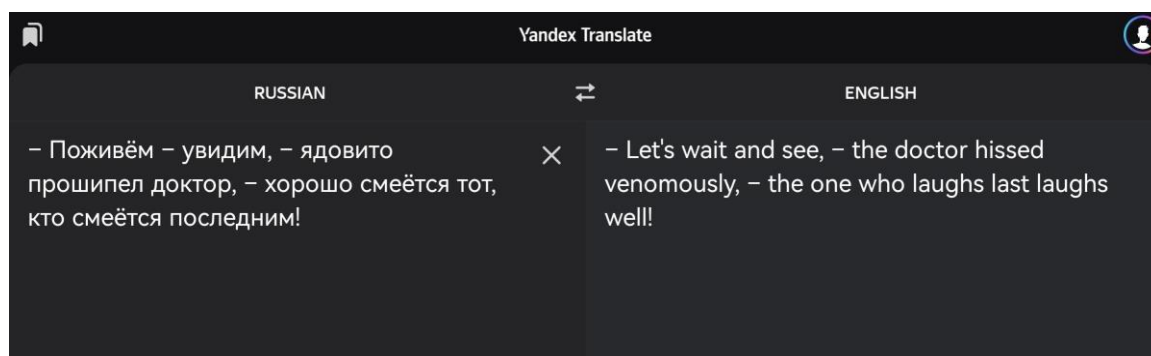 Yandex Translate
RUSSIAN
ENGLISH
– Поживём – увидим, – ядовито
прошипел доктор, – хорошо смеётся тот,
кто смеётся последним!
– Let's wait and see, – the doctor hissed
venomously, – the one who laughs last laughs
well!